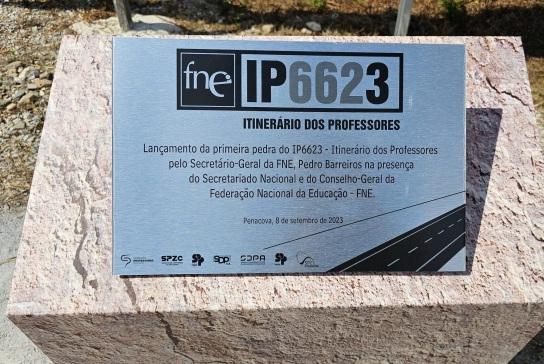 fne IP6623
ITINERÁRIO DOS PROFESSORES
Lançamento da primeira pedra do IP6623 - Itinerário dos Professores
pelo Secretário-Geral da FNE, Pedro Barreiros na presença
do Secretariado Nacional e do Conselho-Geral da
Federação Nacional da Educação - FNE.
Penacova, 8 de setembro de 2023
SPZC SDPA